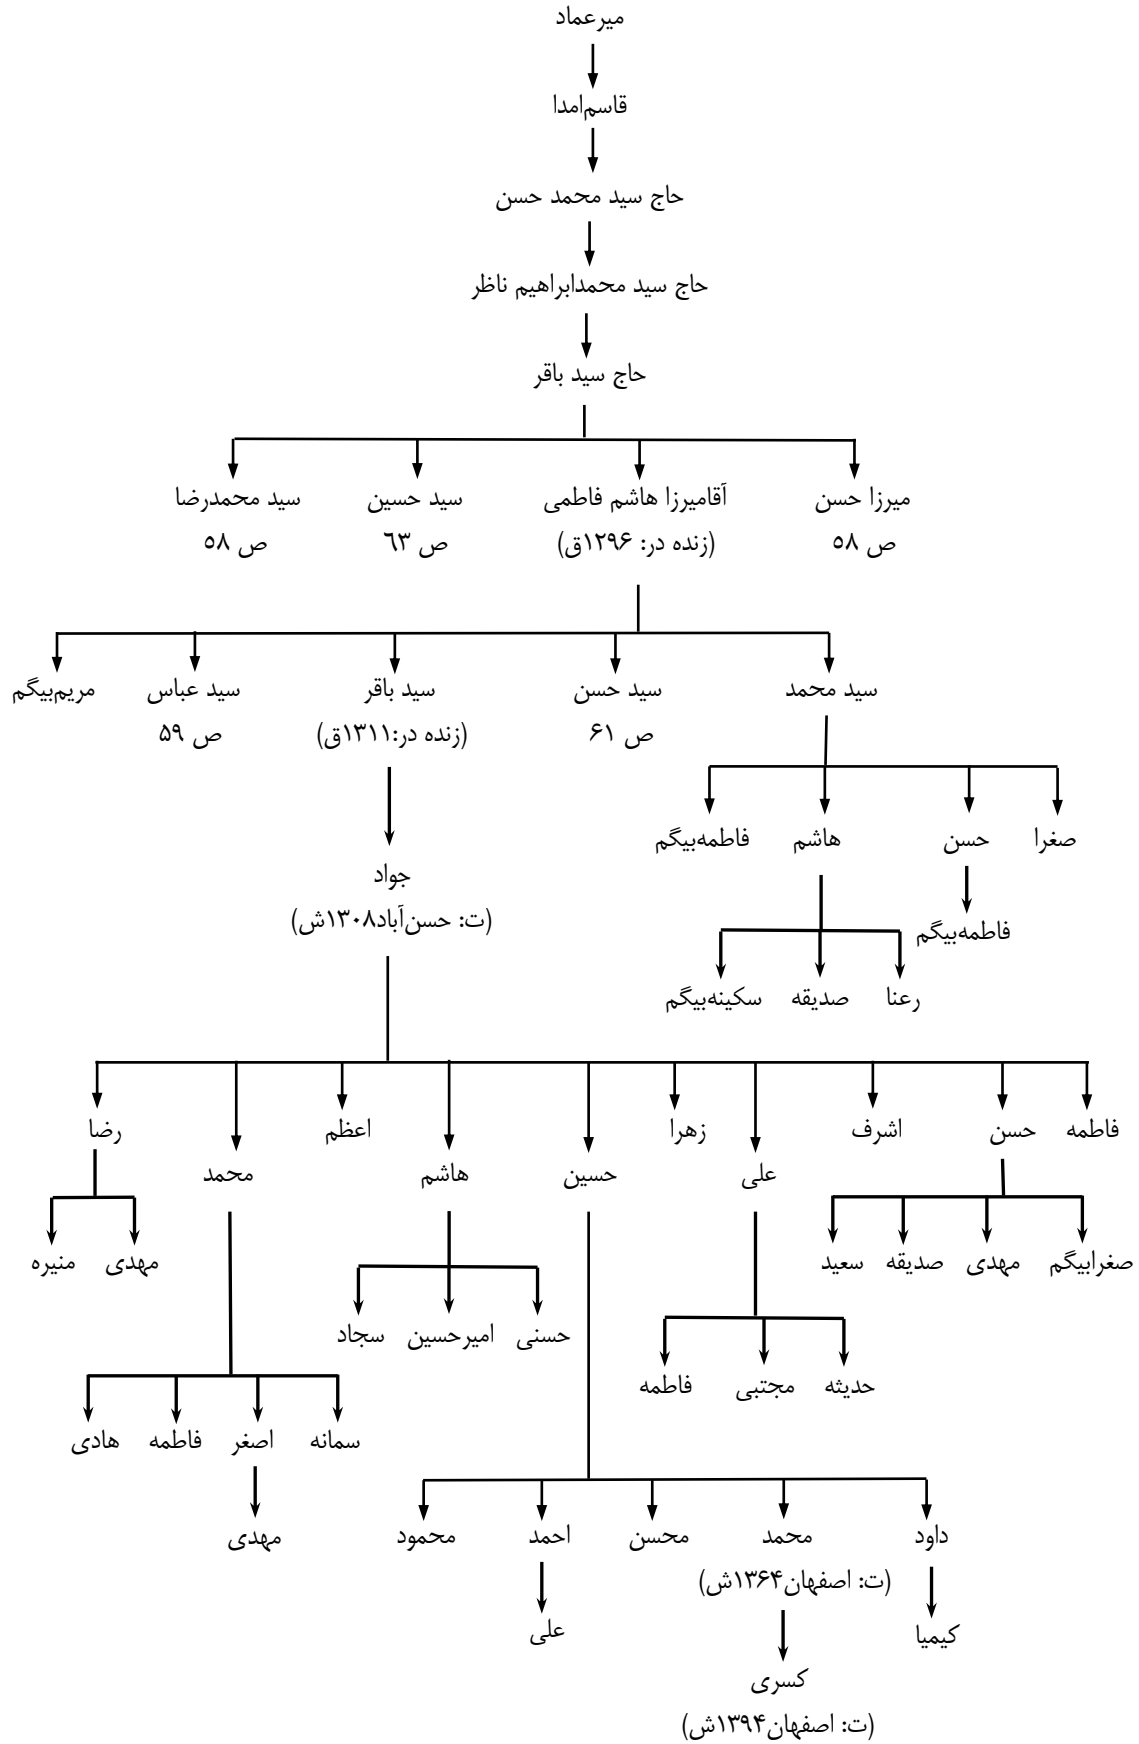 میرعماد
قاسم‌امدا
حاج سید محمد حسن
حاج سید محمدابراهیم ناظر
حاج سید باقر
میرزا حسن
ص ۵۸
آقامیرزا هاشم فاطمی
(زنده در: ۱۲۹۶ق)
سید حسین
ص ۶۳
سید محمدرضا
ص ۵۸
سید محمد
سید حسن
ص ۶۱
سید باقر
(زنده در:۱۳۱۱ق)
سید عباس
ص ۵۹
مریم‌بیگم
صغرا
حسن
هاشم
فاطمه‌بیگم
جواد
(ت: حسن‌آباد۱۳۰۸ش)
فاطمه‌بیگم
رعنا
صدیقه
سکینه‌بیگم
فاطمه
حسن
اشرف
علی
زهرا
حسین
هاشم
اعظم
محمد
رضا
صغرابیگم
مهدی
صدیقه
سعید
مهدی
منیره
حسنی
امیرحسین
سجاد
حدیثه
مجتبی
فاطمه
سمانه
اصغر
فاطمه
هادی
مهدی
داود
محمد
(ت: اصفهان۱۳۶۴ش)
محسن
احمد
محمود
کیمیا
علی
کسری
(ت: اصفهان۱۳۹۴ش)